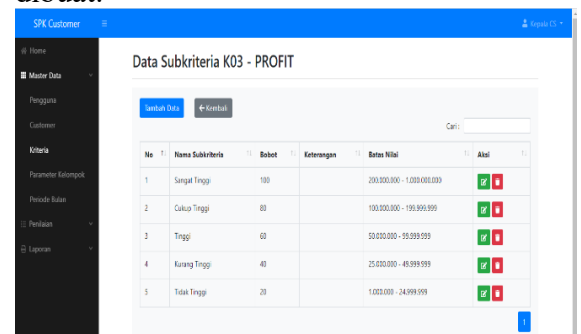 dibuat.
SPK Customer
Kepala CS
Home
Master Data
Pengguna
Customer
Kriteria
Parameter Kelompok
Periode Bulan
Penilaian
Laporan
Data Subkriteria K03 - PROFIT
Tambah Data
Kembali
Cari :
No Nama Subkriteria Bobot Keterangan Batas Nilai Aksi
1 Sangat Tinggi 100 200.000.000 - 1.000.000.000
2 Cukup Tinggi 80 100.000.000 - 199.999.999
3 Tinggi 60 50.000.000 - 99.999.999
4 Kurang Tinggi 40 25.000.000 - 49.999.999
5 Tidak Tinggi 20 1.000.000 - 24.999.999
1